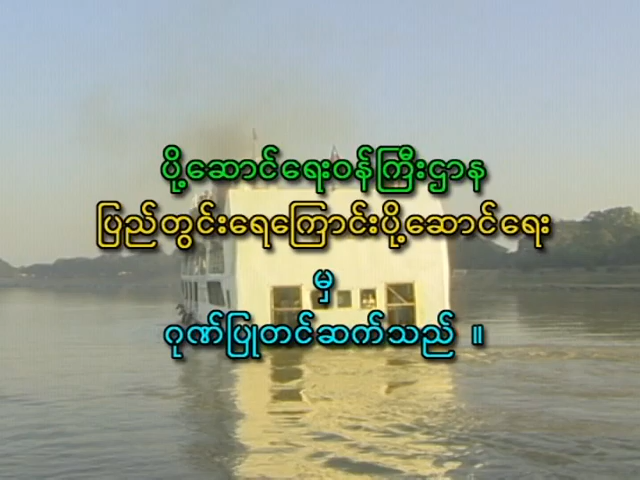 ပို့ဆောင်ရေးဝန်ကြီးဌာန
ပြည်တွင်းရေကြောင်းပို့ဆောင်ရေး
မှ
ဂုဏ်ပြုတင်ဆက်သည် ။